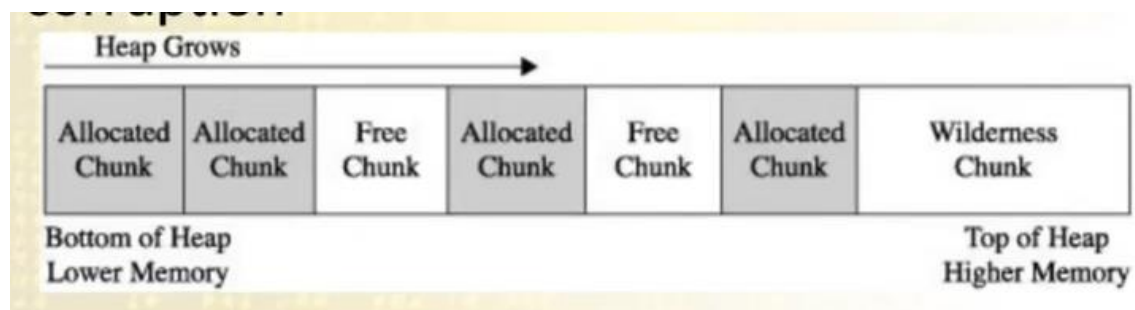 corruption
Heap Grows
Allocated Chunk
Allocated Chunk
Free Chunk
Allocated Chunk
Free Chunk
Allocated Chunk
Wilderness Chunk
Bottom of Heap
Lower Memory
Top of Heap
Higher Memory